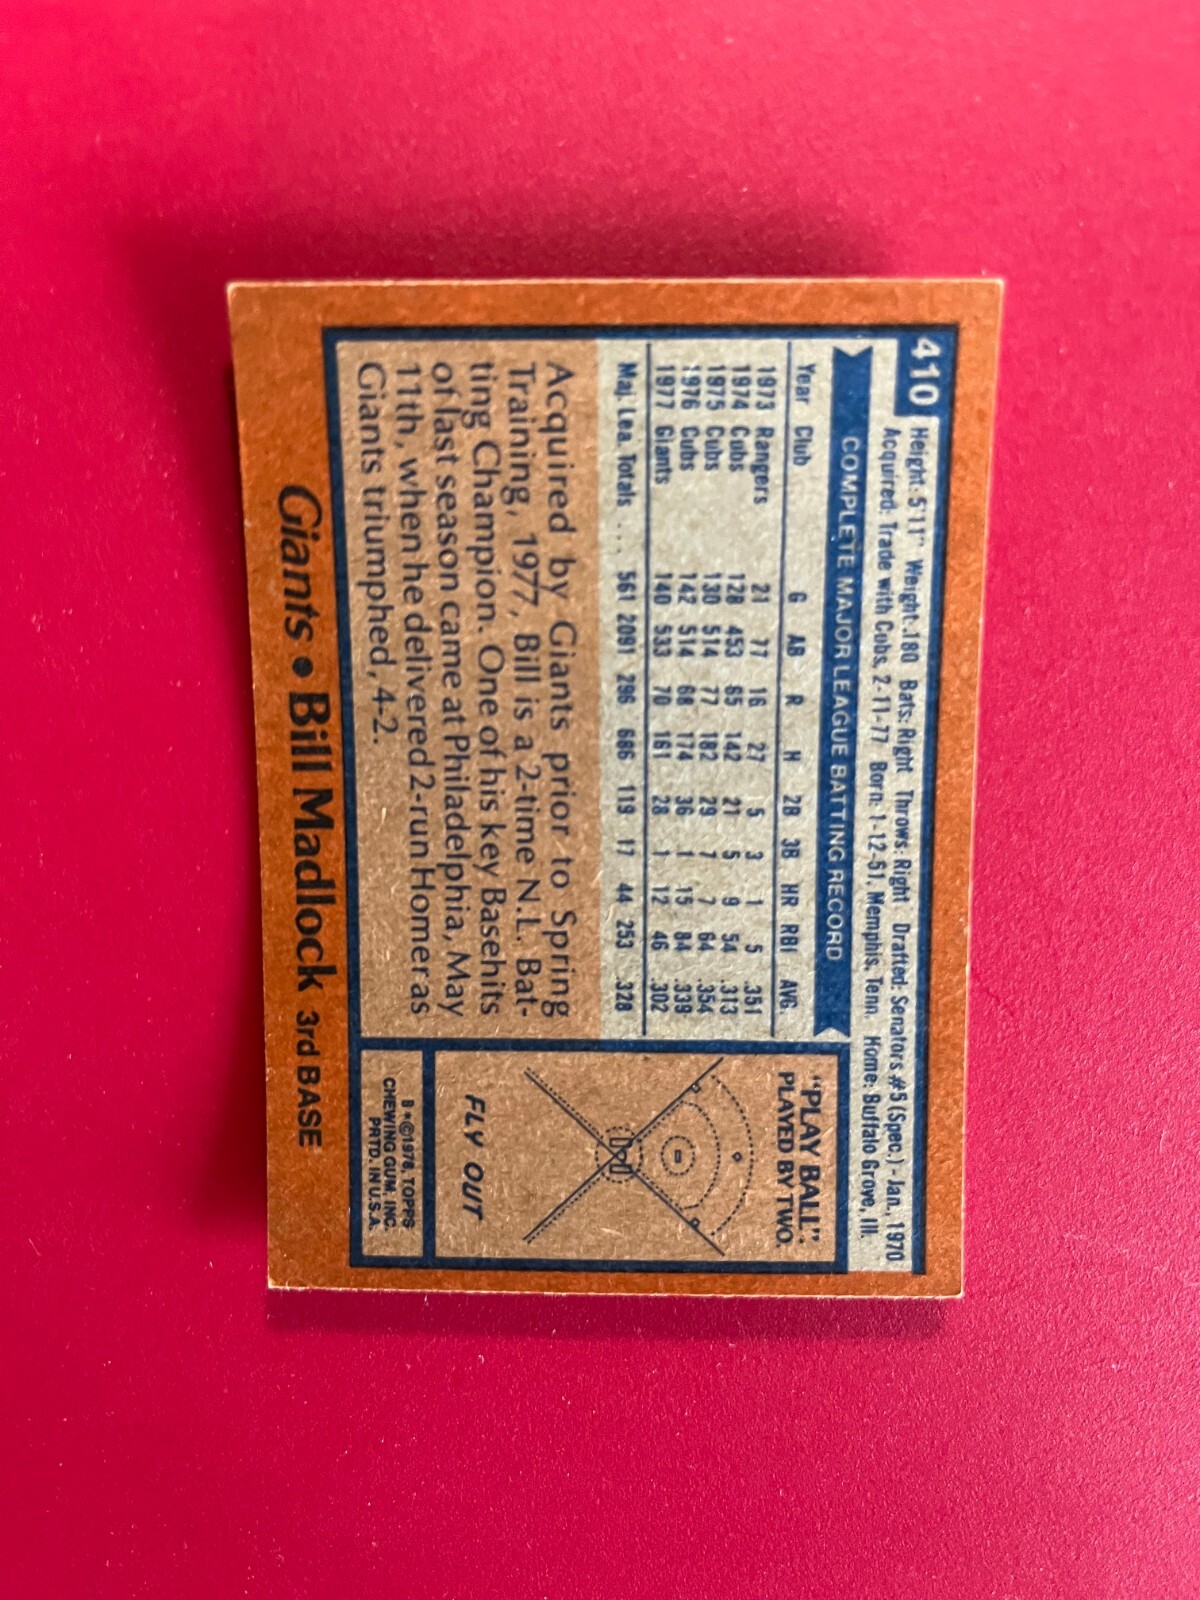 410
Height: 5'11" Weight: 180 Bats: Right Throws: Right Drafted: Senators #5 (Spec.) - Jan., 1970
Acquired: Trade with Cubs, 2-11-77 Born: 1-12-51, Memphis, Tenn. Home: Buffalo Grove, Ill.
COMPLETE MAJOR LEAGUE BATTING RECORD
Year Club G AB R H 2B 3B HR RBI AVG.
1973 Rangers 21 77 16 27 5 3 1 5 .351
1974 Cubs 128 453 65 142 21 5 9 54 .313
1975 Cubs 130 514 77 182 29 7 7 64 .354
1976 Cubs 142 514 68 174 36 1 15 84 .339
1977 Giants 140 533 70 161 28 1 12 46 .302
Maj. Lea. Totals .... 561 2091 296 686 119 17 44 253 .328
Acquired by Giants prior to Spring
Training, 1977, Bill is a 2-time N.L. Bat-
ting Champion. One of his key Basehits
of last season came at Philadelphia, May
11th, when he delivered 2-run Homer as
Giants triumphed, 4-2.
"PLAY BALL":
PLAYED BY TWO.
FLY OUT
B*©1978, TOPPS
CHEWING GUM, INC.
PRTD. IN U.S.A.
Giants • Bill Madlock 3rd BASE